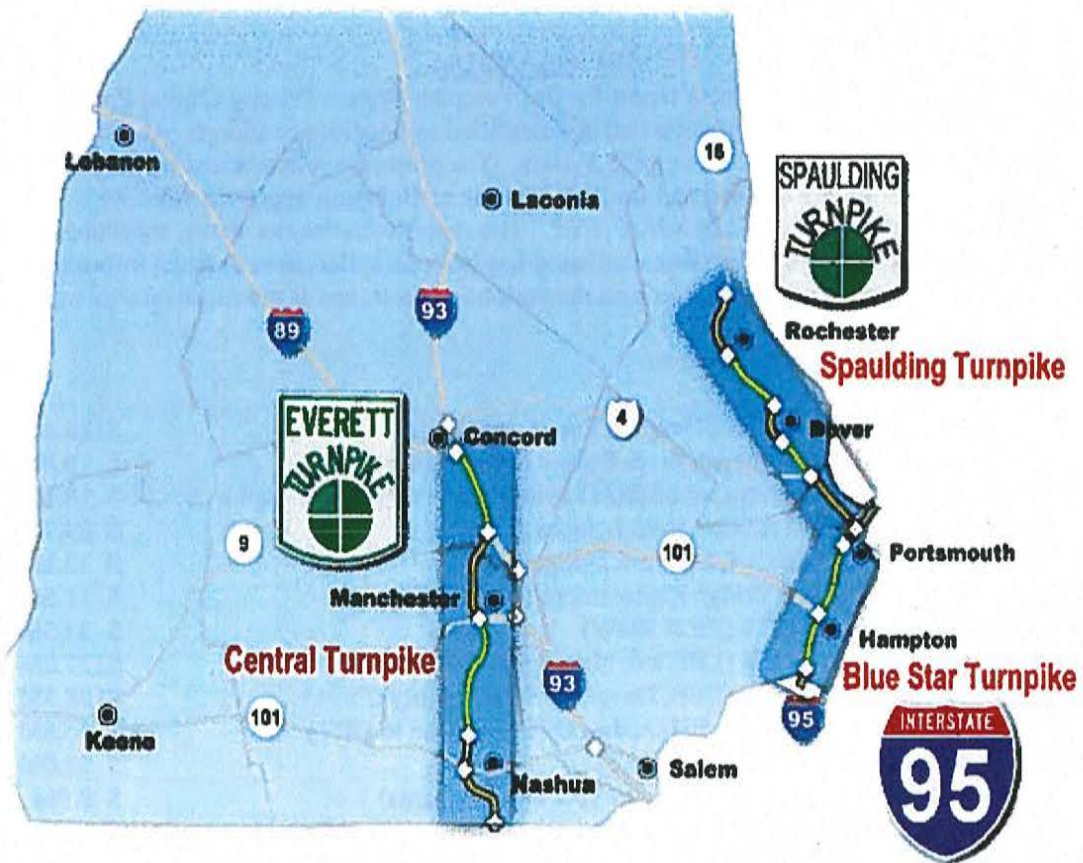 Lebanon
Laconia
16
SPAULDING
TURNPIKE
89
93
Rochester
Spaulding Turnpike
EVERETT
TURNPIKE
4
Dover
Concord
9
101
Portsmouth
Manchester
Hampton
Central Turnpike
93
Blue Star Turnpike
95
101
Keene
Nashua
Salem
INTERSTATE
95